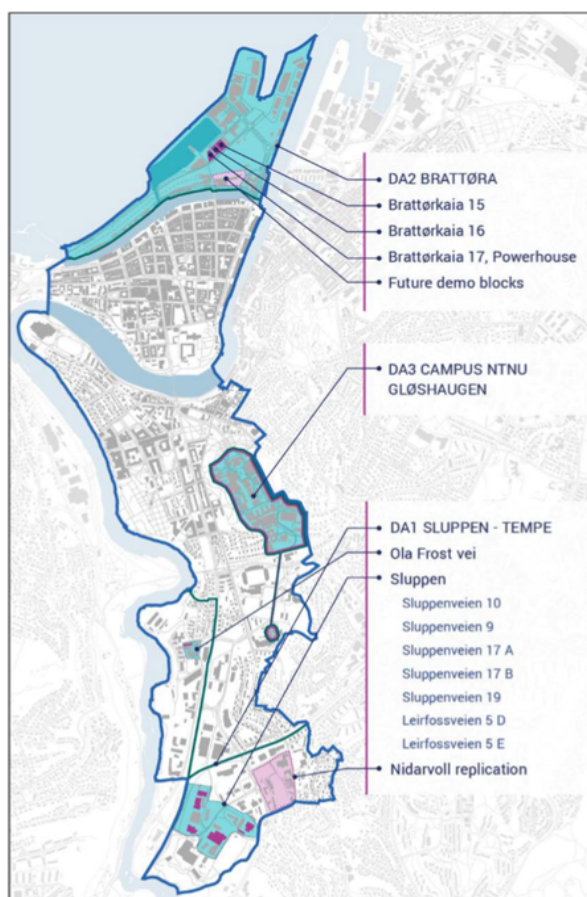 DA2 BRATTØRA
Brattørkaia 15
Brattørkaia 16
Brattørkaia 17, Powerhouse
Future demo blocks
DA3 CAMPUS NTNU
GLØSHAUGEN
DA1 SLUPPEN - TEMPE
Ola Frost vei
Sluppen
Sluppenveien 10
Sluppenveien 9
Sluppenveien 17 A
Sluppenveien 17 B
Sluppenveien 19
Leirfossveien 5 D
Leirfossveien 5 E
Nidarvoll replication